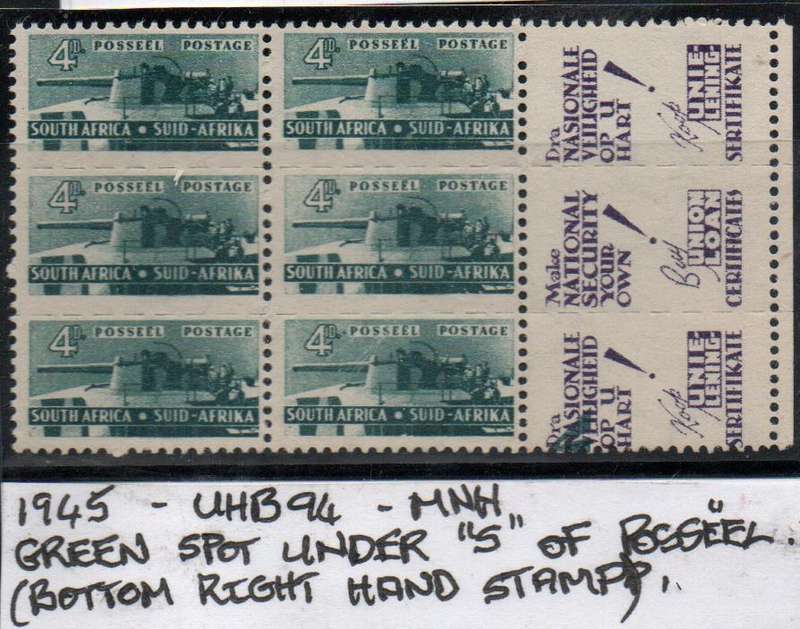 4D. POSSEËL POSTAGE
SOUTH AFRICA • SUID-AFRIKA
4D. POSSEËL POSTAGE
SOUTH AFRICA • SUID-AFRIKA
Dra
NASIONALE
VEILIGHEID
OP U
HART!
Koop
UNIE-
LENING-
SERTIFIKATE
4D. POSSEËL POSTAGE
SOUTH AFRICA • SUID-AFRIKA
4D. POSSEËL POSTAGE
SOUTH AFRICA • SUID-AFRIKA
Make
NATIONAL
SECURITY
YOUR
OWN!
Buy
UNION
LOAN
CERTIFICATES
4D. POSSEËL POSTAGE
SOUTH AFRICA • SUID-AFRIKA
4D. POSSEËL POSTAGE
SOUTH AFRICA • SUID-AFRIKA
Dra
NASIONALE
VEILIGHEID
OP U
HART!
Koop
UNIE-
LENING-
SERTIFIKATE
1945 - UHB94 - MNH
GREEN SPOT UNDER "S" OF POSSEËL.
(BOTTOM RIGHT HAND STAMP).